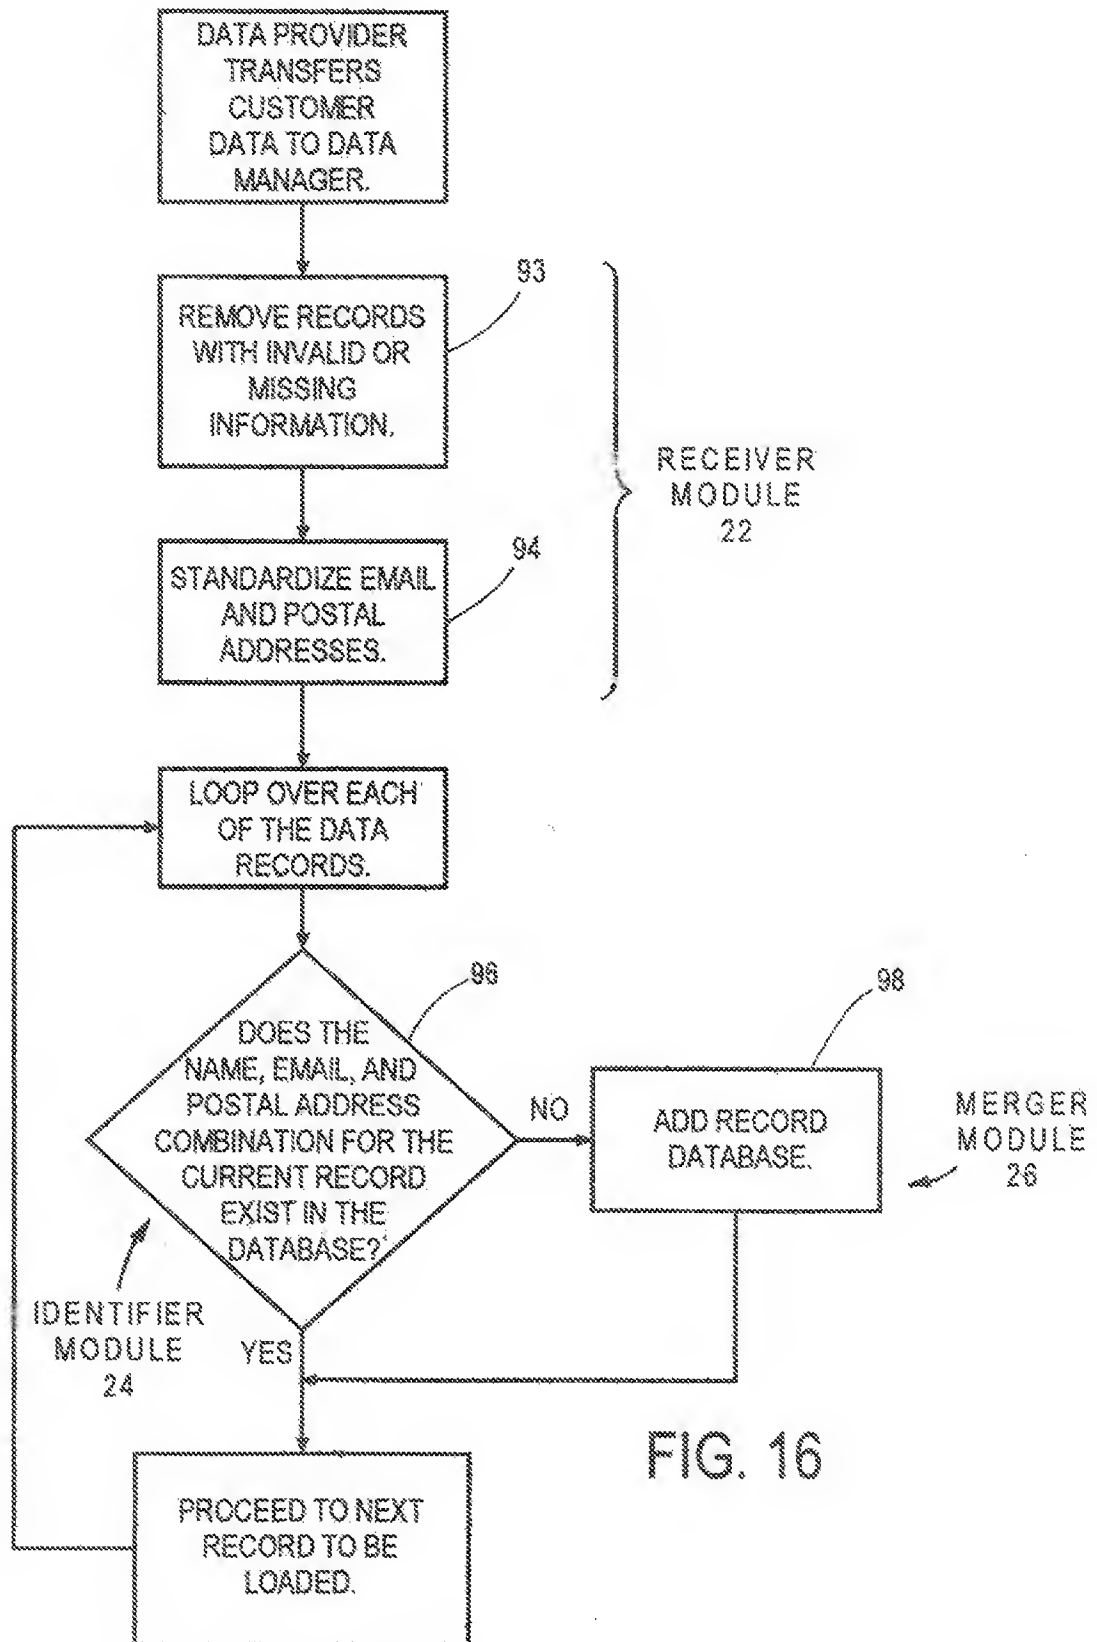 DATA PROVIDER
TRANSFERS
CUSTOMER
DATA TO DATA
MANAGER.
93
REMOVE RECORDS
WITH INVALID OR
MISSING
INFORMATION.
RECEIVER
MODULE
22
94
STANDARDIZE EMAIL
AND POSTAL
ADDRESSES.
LOOP OVER EACH
OF THE DATA
RECORDS.
96
DOES THE
NAME, EMAIL, AND
POSTAL ADDRESS
COMBINATION FOR THE
CURRENT RECORD
EXIST IN THE
DATABASE?
NO
98
ADD RECORD
DATABASE.
MERGER
MODULE
26
IDENTIFIER
MODULE
24
YES
FIG. 16
PROCEED TO NEXT
RECORD TO BE
LOADED.